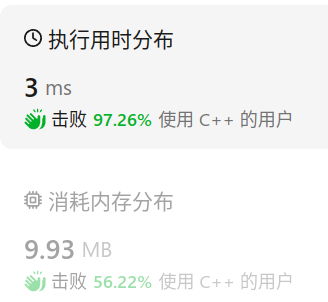 执行用时分布
3 ms
击败 97.26% 使用 C++ 的用户
消耗内存分布
9.93 MB
击败 56.22% 使用 C++ 的用户